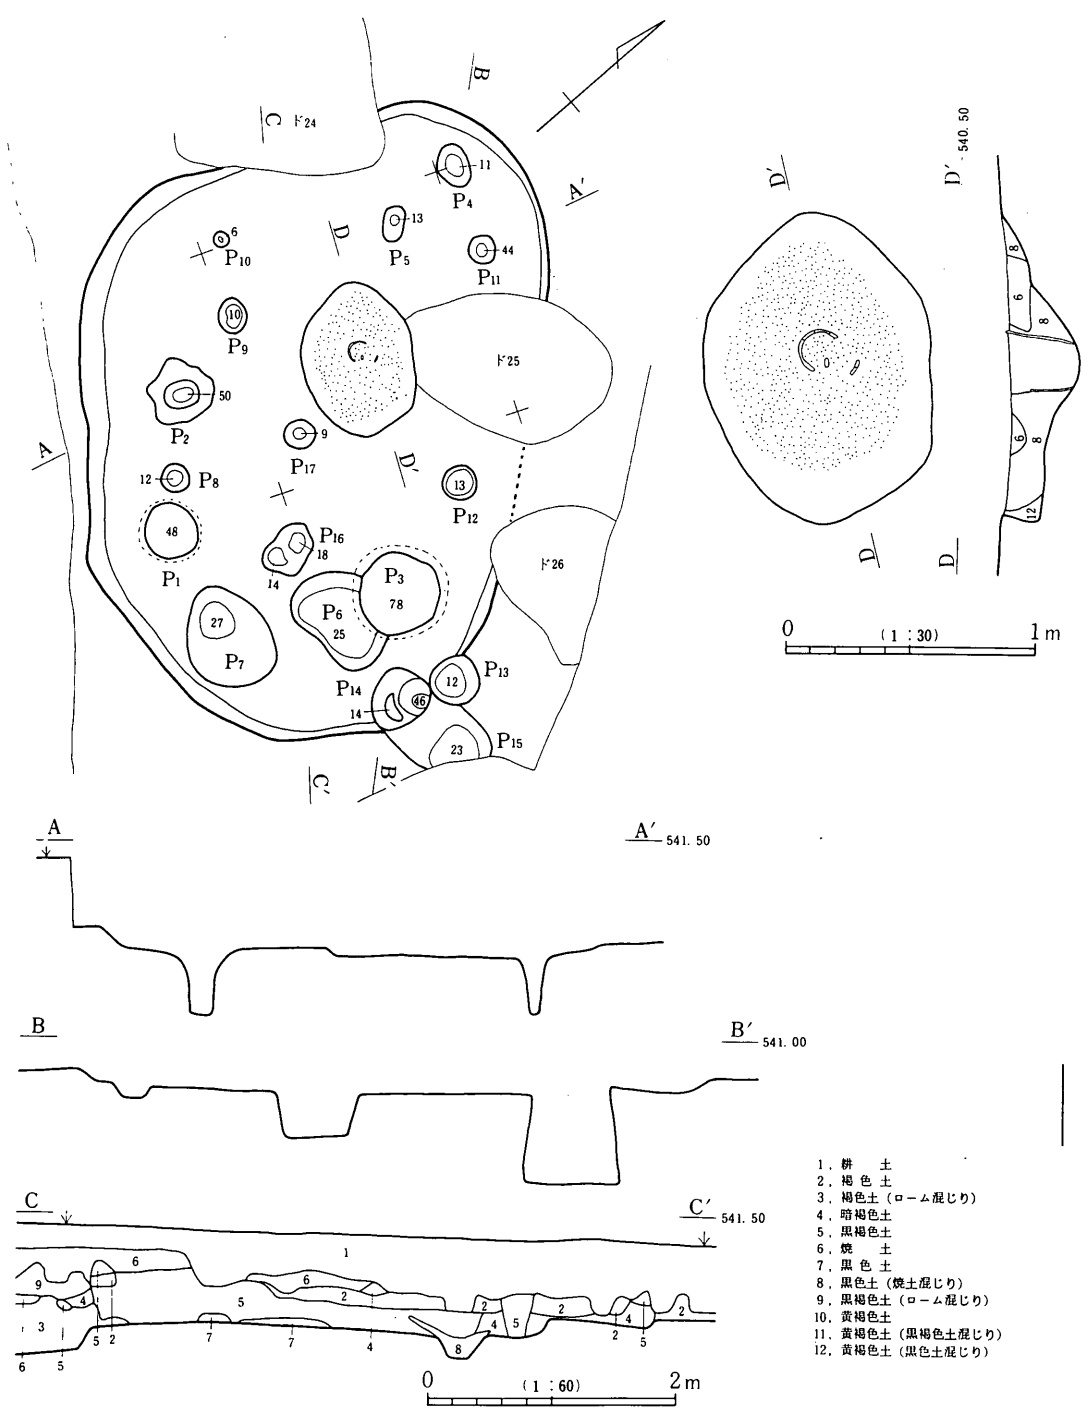 B
C ド24
11
P4
A′
D′
D′ 540.50
6
P10
D
13
P5
44
P11
8
6
8
10
P9
50
P2
ド25
A
9
P17
D′
6
8
12
P8
13
P12
12
48
P1
P16
18
14
P3
78
ド26
D
D
P6
25
27
P7
0 (1：30) 1m
P14
14
46
12
P13
23
P15
C′
B′
A
A′ 541.50
B
B′ 541.00
C
C′ 541.50
1
6
6
9
2
5
4
3
2
4
5
2
4
2
6
5
5
2
7
7
4
8
2
5
0 (1：60) 2m
1．耕 土
2．褐色土
3．褐色土（ローム混じり）
4．暗褐色土
5．黒褐色土
6．焼 土
7．黒色土
8．黒色土（焼土混じり）
9．黒褐色土（ローム混じり）
10．黄褐色土
11．黄褐色土（黒褐色土混じり）
12．黄褐色土（黒色土混じり）